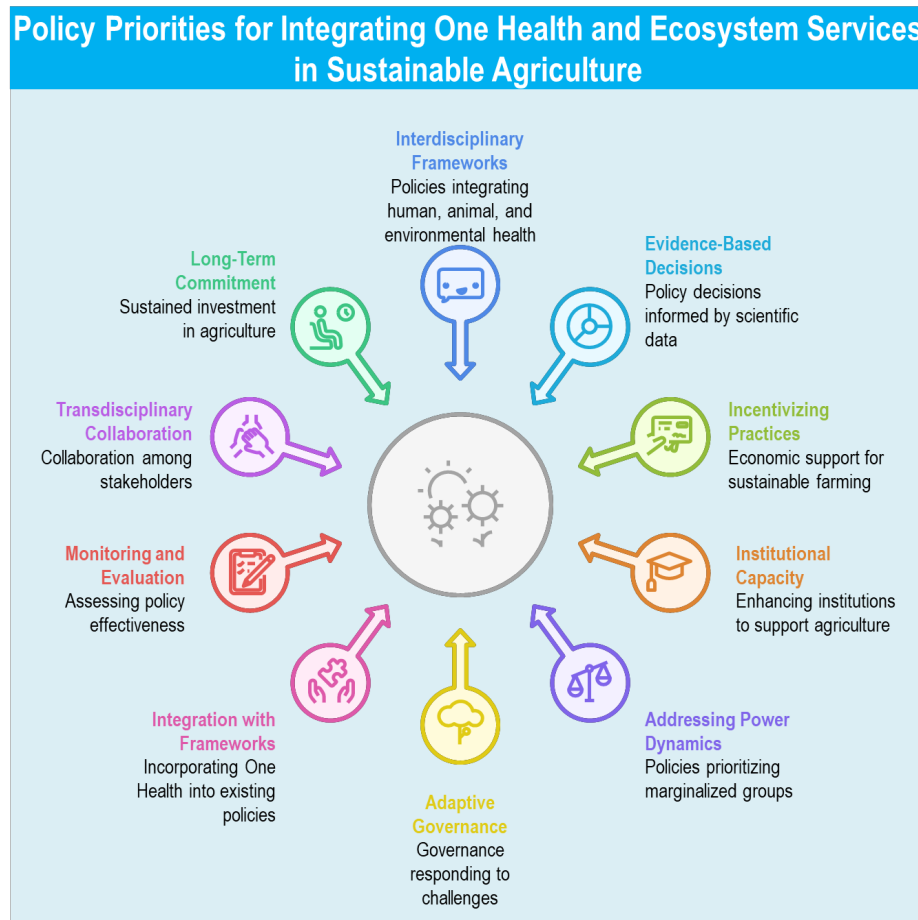 Policy Priorities for Integrating One Health and Ecosystem Services
in Sustainable Agriculture
Interdisciplinary
Frameworks
Policies integrating
human, animal, and
environmental health
Evidence-Based
Decisions
Policy decisions
informed by scientific
data
Incentivizing
Practices
Economic support for
sustainable farming
Institutional
Capacity
Enhancing institutions
to support agriculture
Addressing Power
Dynamics
Policies prioritizing
marginalized groups
Adaptive
Governance
Governance
responding to
challenges
Integration with
Frameworks
Incorporating One
Health into existing
policies
Monitoring and
Evaluation
Assessing policy
effectiveness
Transdisciplinary
Collaboration
Collaboration among
stakeholders
Long-Term
Commitment
Sustained investment
in agriculture